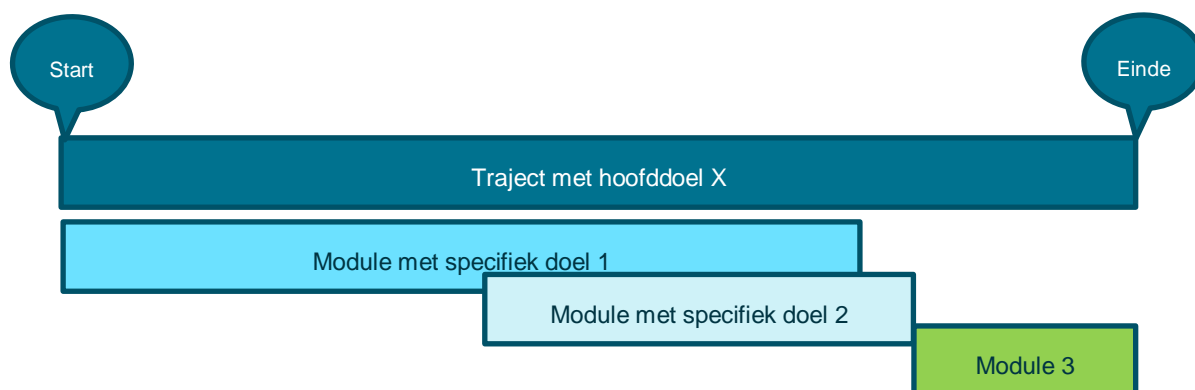 Start
Einde
Traject met hoofddoel X
Module met specifiek doel 1
Module met specifiek doel 2
Module 3